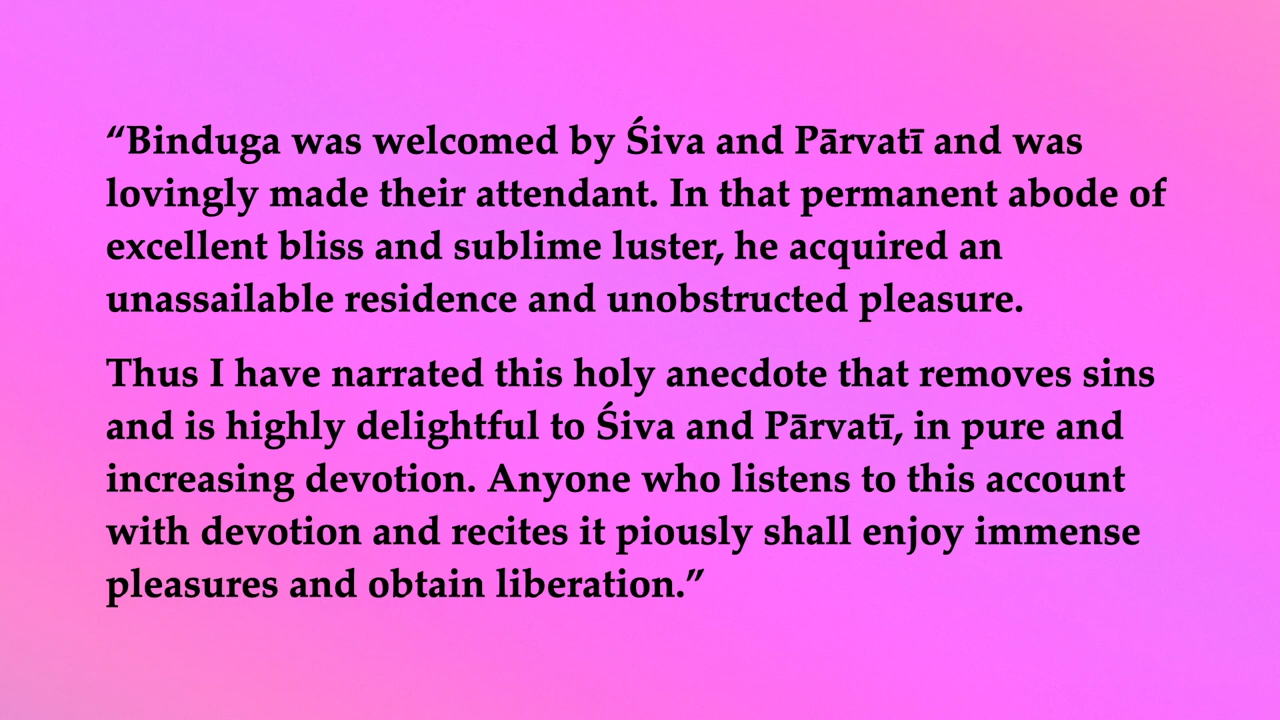 “Binduga was welcomed by Śiva and Pārvatī and was
lovingly made their attendant. In that permanent abode of
excellent bliss and sublime luster, he acquired an
unassailable residence and unobstructed pleasure.
Thus I have narrated this holy anecdote that removes sins
and is highly delightful to Śiva and Pārvatī, in pure and
increasing devotion. Anyone who listens to this account
with devotion and recites it piously shall enjoy immense
pleasures and obtain liberation.”